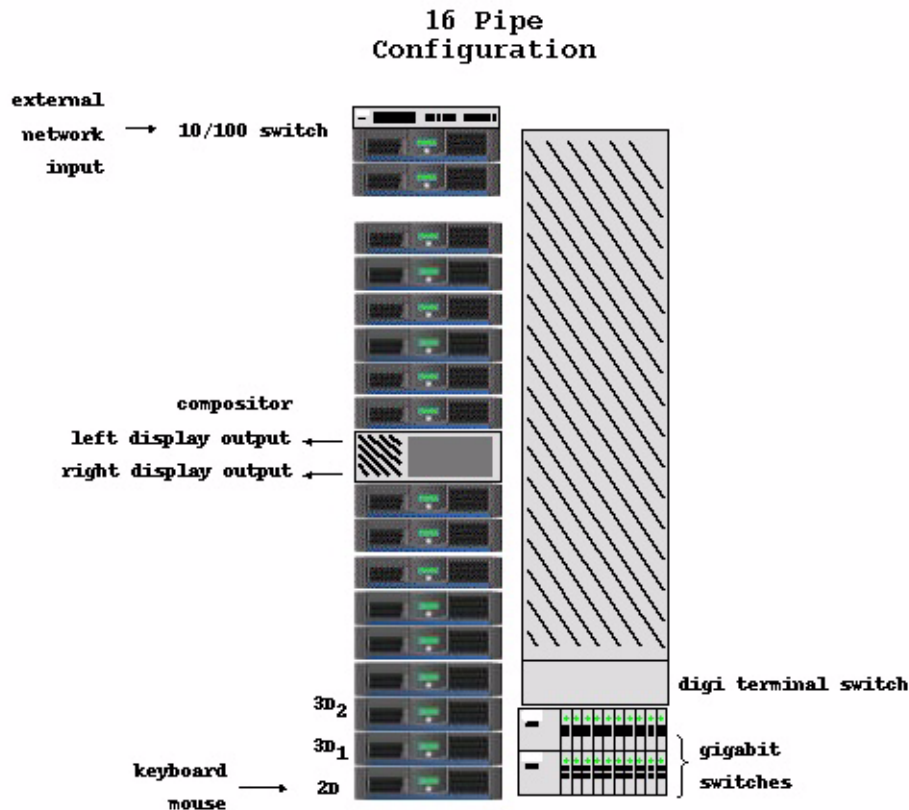 16 Pipe
Configuration
external
network
input
10/100 switch
compositor
left display output
right display output
digi terminal switch
3D2
3D1
gigabit
switches
keyboard
mouse
2D